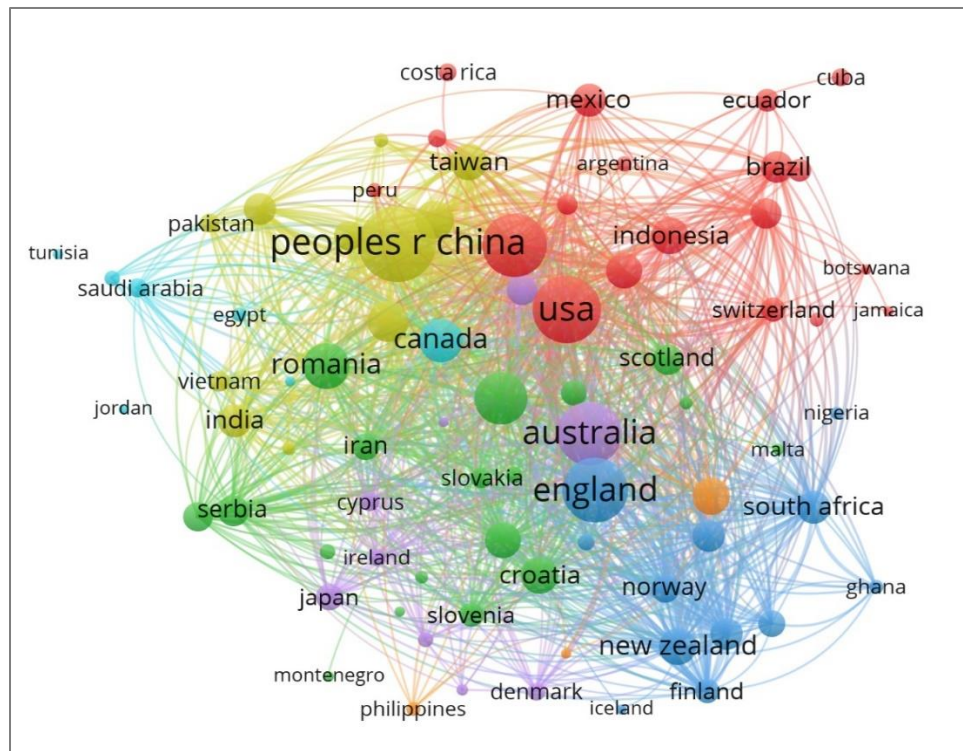 costa rica
cuba
mexico
ecuador
taiwan
argentina
brazil
peru
pakistan
peoples r china
indonesia
tunisia
botswana
saudi arabia
egypt
usa
switzerland
jamaica
canada
romania
scotland
vietnam
jordan
india
nigeria
australia
iran
malta
slovakia
england
serbia
cyprus
south africa
ireland
croatia
norway
ghana
japan
slovenia
new zealand
montenegro
denmark
finland
philippines
iceland